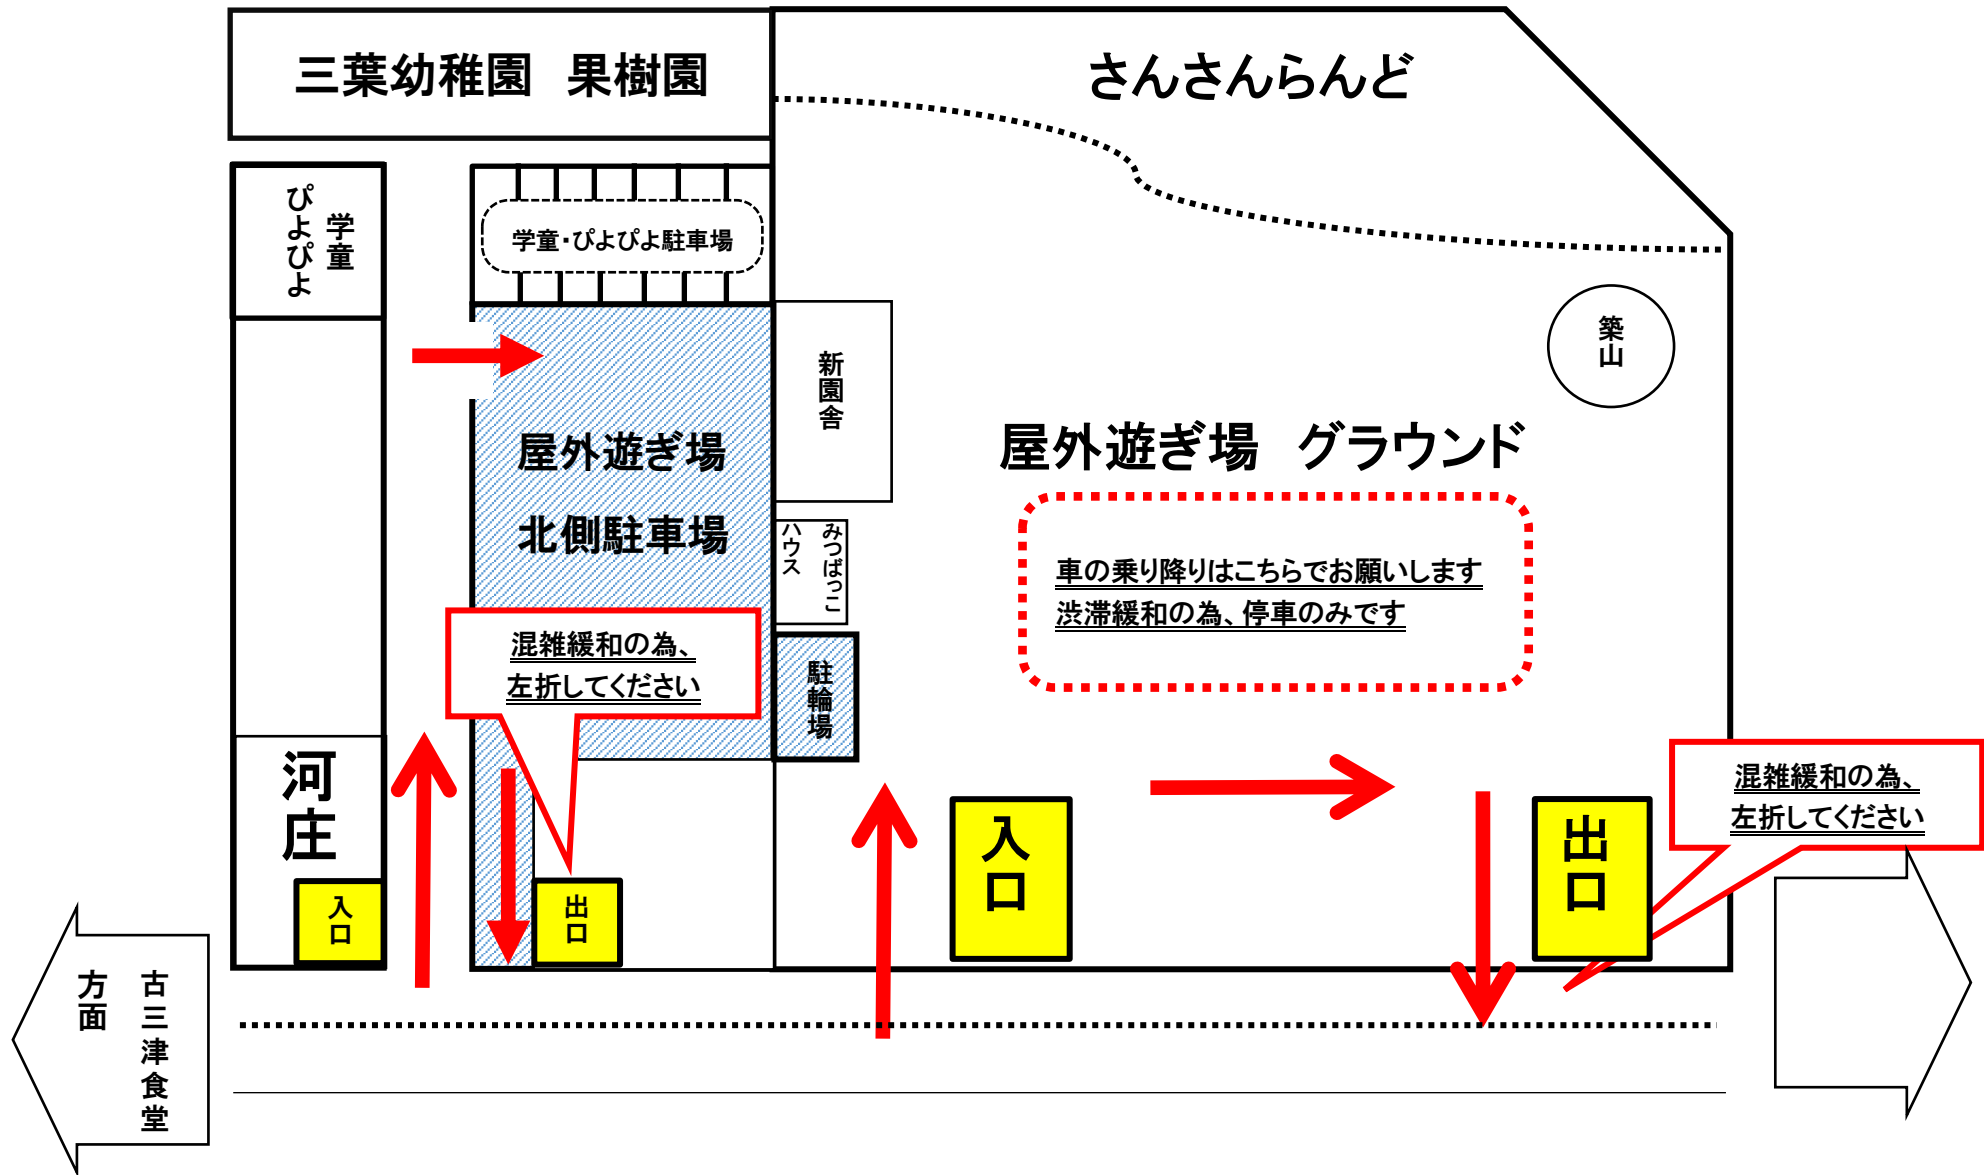 三葉幼稚園　果樹園
さんさんらんど
学童
ぴよぴよ
学童・ぴよぴよ駐車場
築山
新園舎
屋外遊ぎ場
北側駐車場
屋外遊ぎ場　グラウンド
みつばっこ
ハウス
車の乗り降りはこちらでお願いします
渋滞緩和の為、停車のみです
混雑緩和の為、
左折してください
駐輪場
河庄
入口
出口
入口
出口
混雑緩和の為、
左折してください
古三津食堂
方面